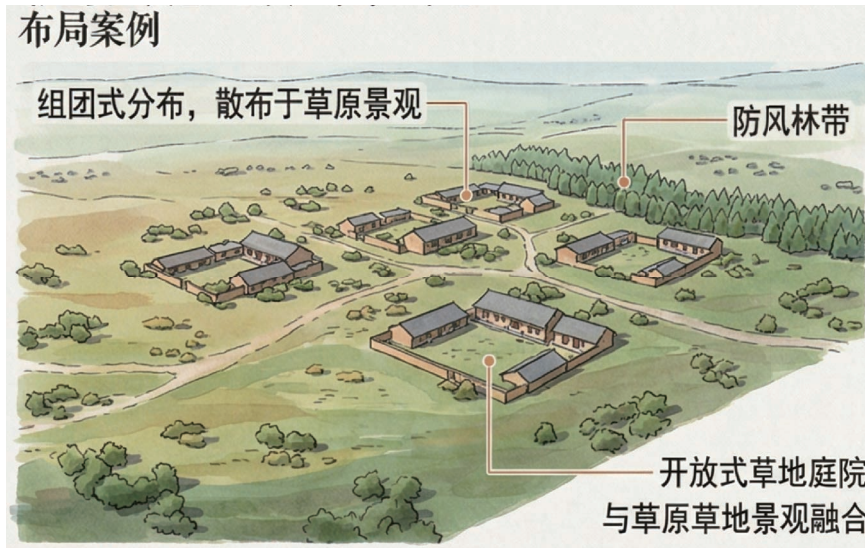 布局案例
组团式分布，散布于草原景观
防风林带
开放式草地庭院
与草原草地景观融合